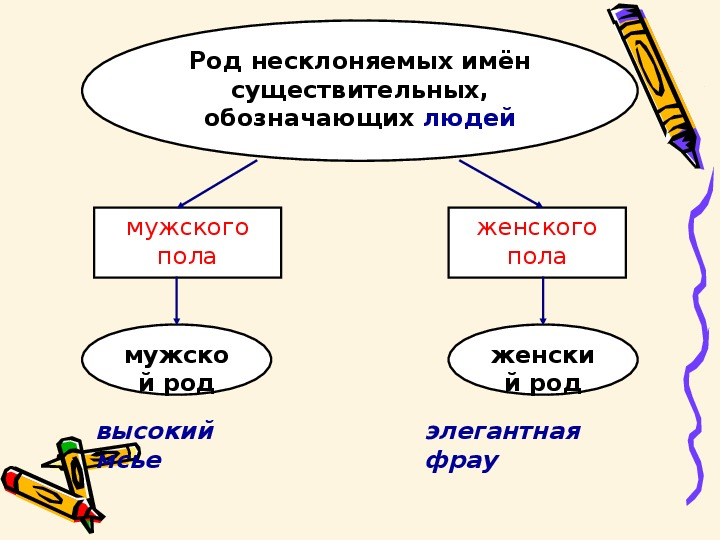 Род несклоняемых имён
существительных,
обозначающих людей
мужского
пола
женского
пола
мужско
й род
женски
й род
высокий
мсье
элегантная
фрау